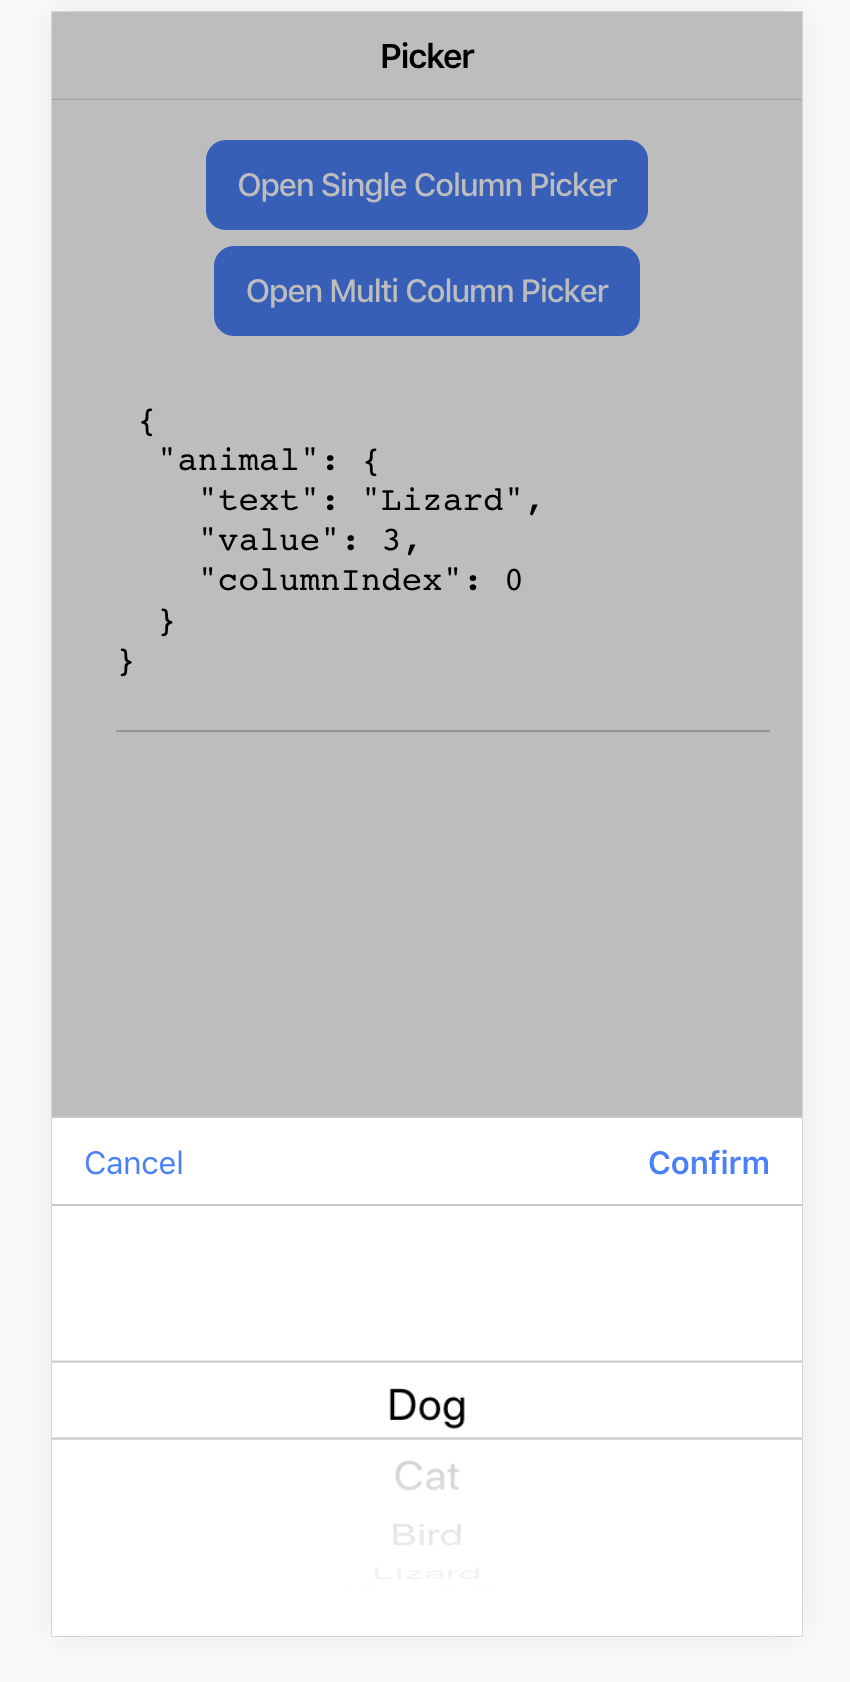 Picker
Open Single Column Picker
Open Multi Column Picker
{
"animal": {
"text": "Lizard",
"value": 3,
"columnIndex": 0
}
}
Cancel
Confirm
Dog
Cat
Bird
Lizard